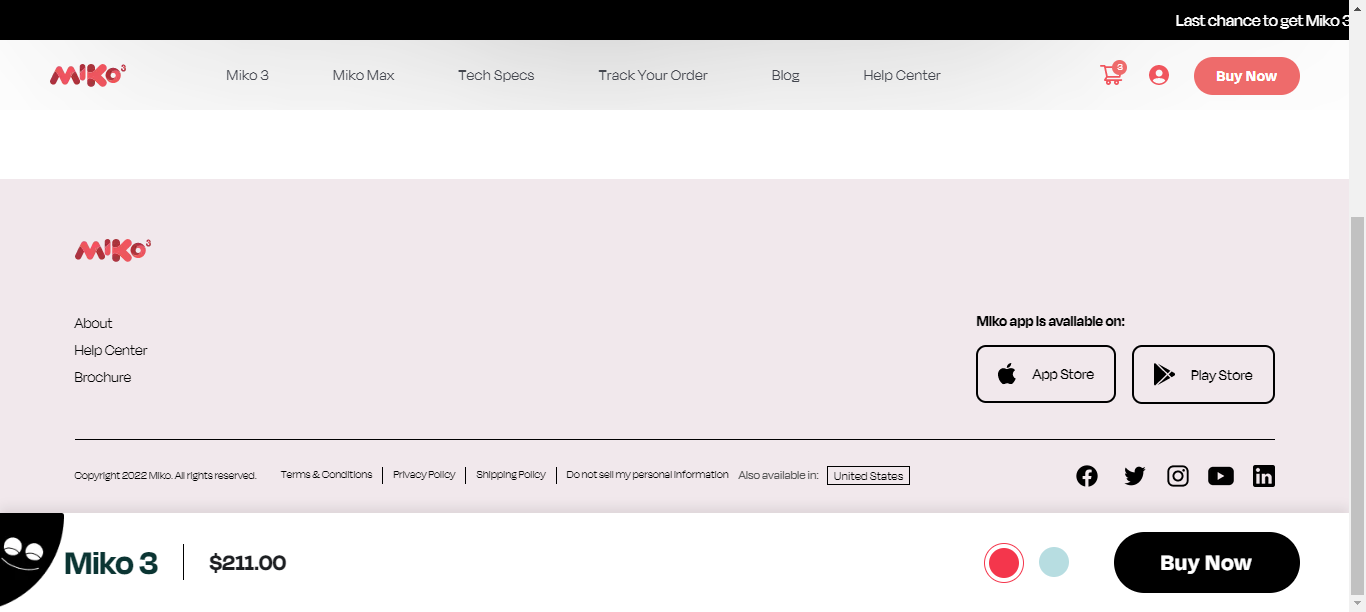 Last chance to get Miko 3
MIKO3
Miko 3
Miko Max
Tech Specs
Track Your Order
Blog
Help Center
3
Buy Now
MIKO3
About
Help Center
Brochure
Miko app is available on:
App Store
Play Store
Copyright 2022 Miko. All rights reserved.
Terms & Conditions
Privacy Policy
Shipping Policy
Do not sell my personal information
Also available in:
United States
Miko 3
$211.00
Buy Now